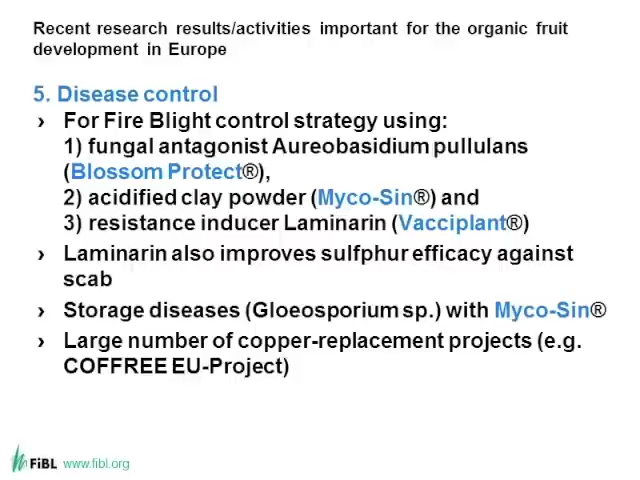 Recent research results/activities important for the organic fruit
development in Europe
5. Disease control
› For Fire Blight control strategy using:
1) fungal antagonist Aureobasidium pullulans
(Blossom Protect®),
2) acidified clay powder (Myco-Sin®) and
3) resistance inducer Laminarin (Vacciplant®)
› Laminarin also improves sulfphur efficacy against
scab
› Storage diseases (Gloeosporium sp.) with Myco-Sin®
› Large number of copper-replacement projects (e.g.
COFFREE EU-Project)
FiBL www.fibl.org